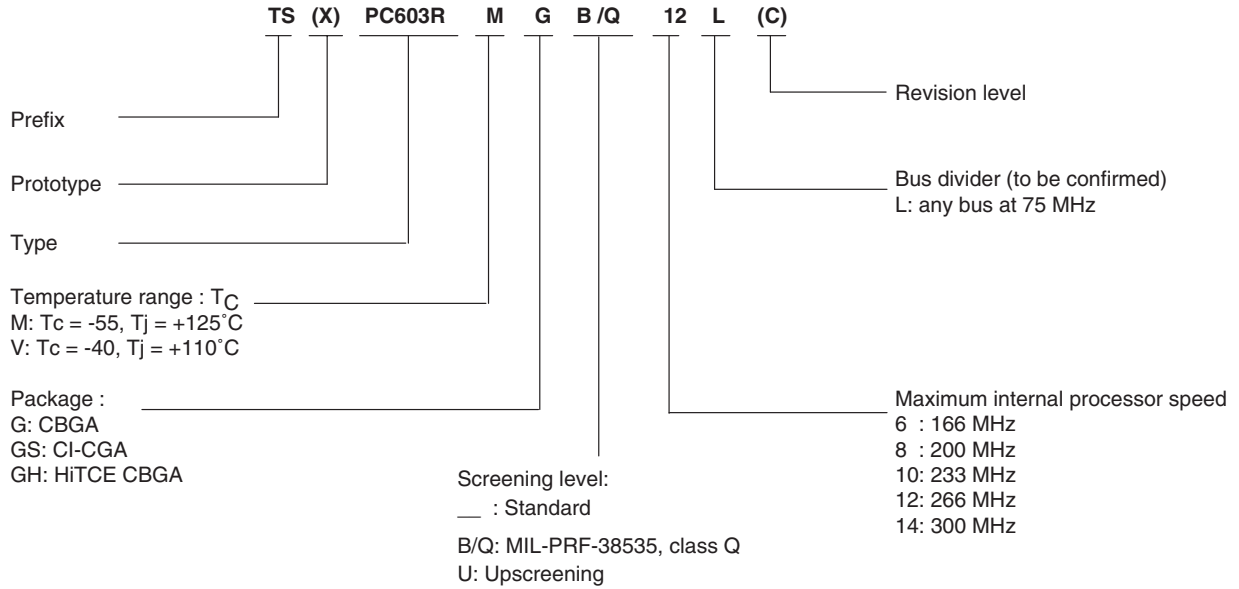 TS (X) PC603R M G B /Q 12 L (C)
Prefix
Prototype
Type
Temperature range : TC
M: Tc = -55, Tj = +125˚C
V: Tc = -40, Tj = +110˚C
Package :
G: CBGA
GS: CI-CGA
GH: HiTCE CBGA
Screening level:
__ : Standard
B/Q: MIL-PRF-38535, class Q
U: Upscreening
Revision level
Bus divider (to be confirmed)
L: any bus at 75 MHz
Maximum internal processor speed
6 : 166 MHz
8 : 200 MHz
10: 233 MHz
12: 266 MHz
14: 300 MHz